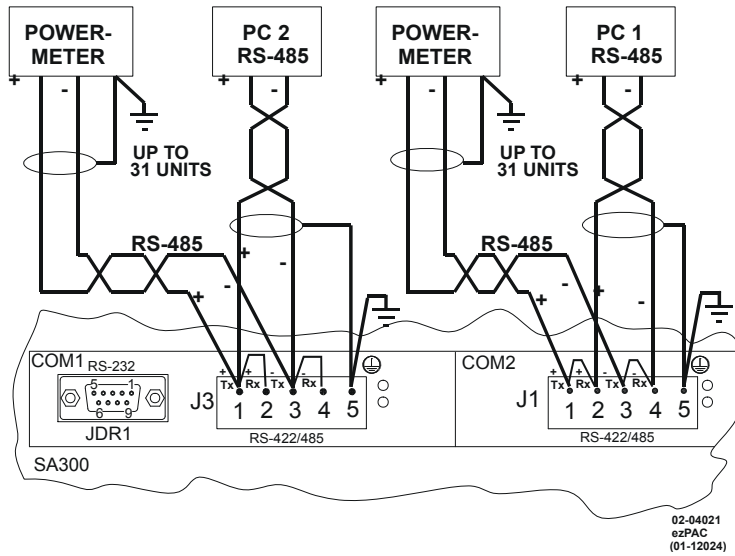 POWER-
METER
PC 2
RS-485
POWER-
METER
PC 1
RS-485
+ -
+ -
+ -
+ -
UP TO
31 UNITS
UP TO
31 UNITS
RS-485
RS-485
+ -
+ -
+ -
+ -
COM1
RS-232
5 1
6 9
JDR1
J3
+ + - -
Tx Rx Tx Rx
1 2 3 4 5
RS-422/485
COM2
J1
+ + - -
Tx Rx Tx Rx
1 2 3 4 5
RS-422/485
SA300
02-04021
ezPAC
(01-12024)